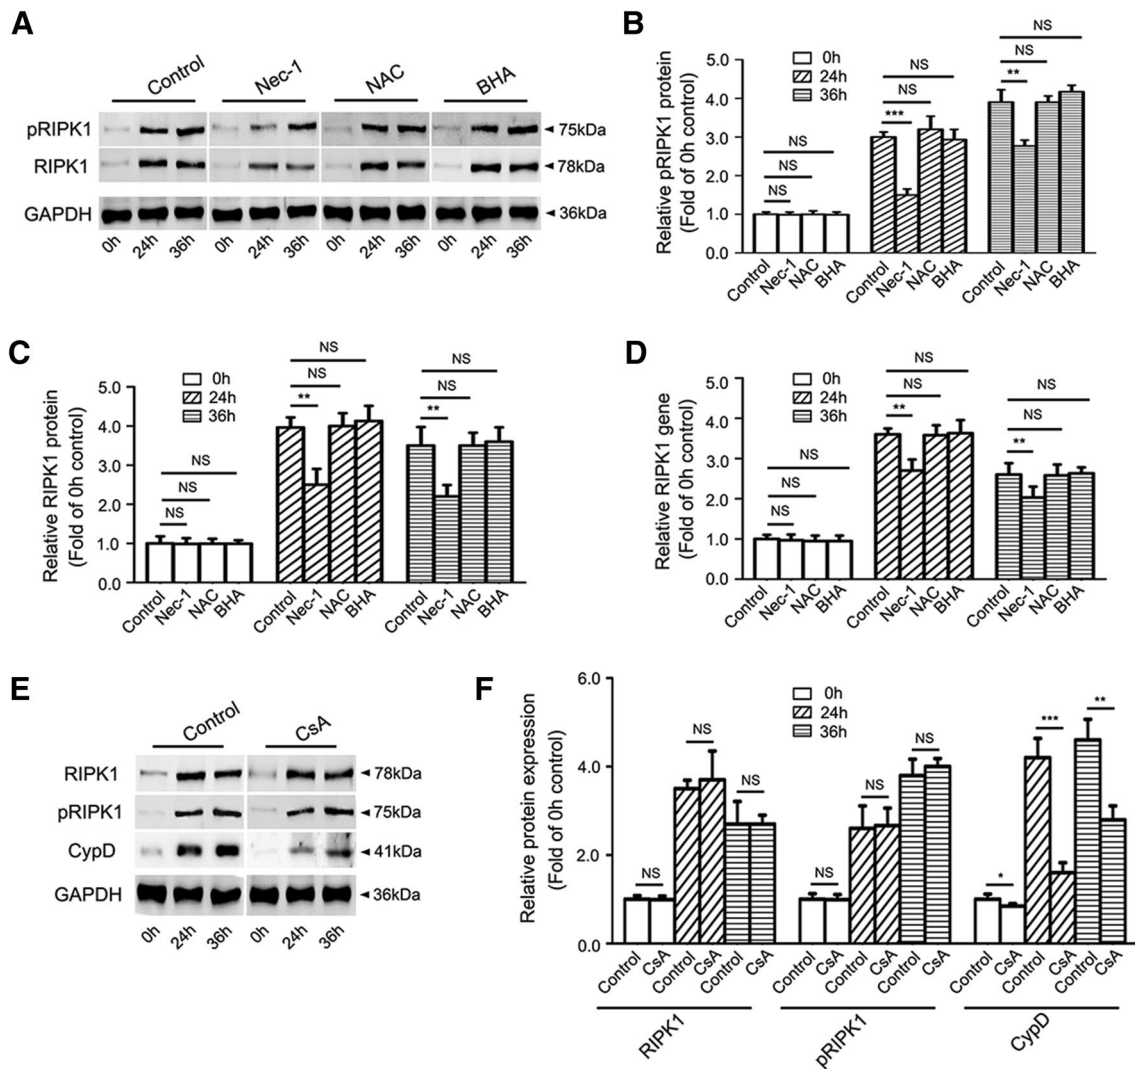 A
Control Nec-1 NAC BHA
pRIPK1 75kDa
RIPK1 78kDa
GAPDH 36kDa
0h 24h 36h 0h 24h 36h 0h 24h 36h 0h 24h 36h
B
Relative pRIPK1 protein
(Fold of 0h control)
5.0
4.0
3.0
2.0
1.0
0.0
0h
24h
36h
NS
NS
NS
NS
NS
***
NS
NS
**
Control Nec-1 NAC BHA Control Nec-1 NAC BHA Control Nec-1 NAC BHA
C
Relative RIPK1 protein
(Fold of 0h control)
5.0
4.0
3.0
2.0
1.0
0.0
0h
24h
36h
NS
NS
NS
NS
NS
**
NS
NS
**
Control Nec-1 NAC BHA Control Nec-1 NAC BHA Control Nec-1 NAC BHA
D
Relative RIPK1 gene
(Fold of 0h control)
5.0
4.0
3.0
2.0
1.0
0.0
0h
24h
36h
NS
NS
NS
NS
NS
**
NS
NS
**
Control Nec-1 NAC BHA Control Nec-1 NAC BHA Control Nec-1 NAC BHA
E
Control CsA
RIPK1 78kDa
pRIPK1 75kDa
CypD 41kDa
GAPDH 36kDa
0h 24h 36h 0h 24h 36h
F
Relative protein expression
(Fold of 0h control)
6.0
4.0
2.0
0.0
0h
24h
36h
NS NS NS NS NS NS * *** **
Control CsA Control CsA Control CsA Control CsA Control CsA Control CsA Control CsA Control CsA Control CsA
RIPK1 pRIPK1 CypD